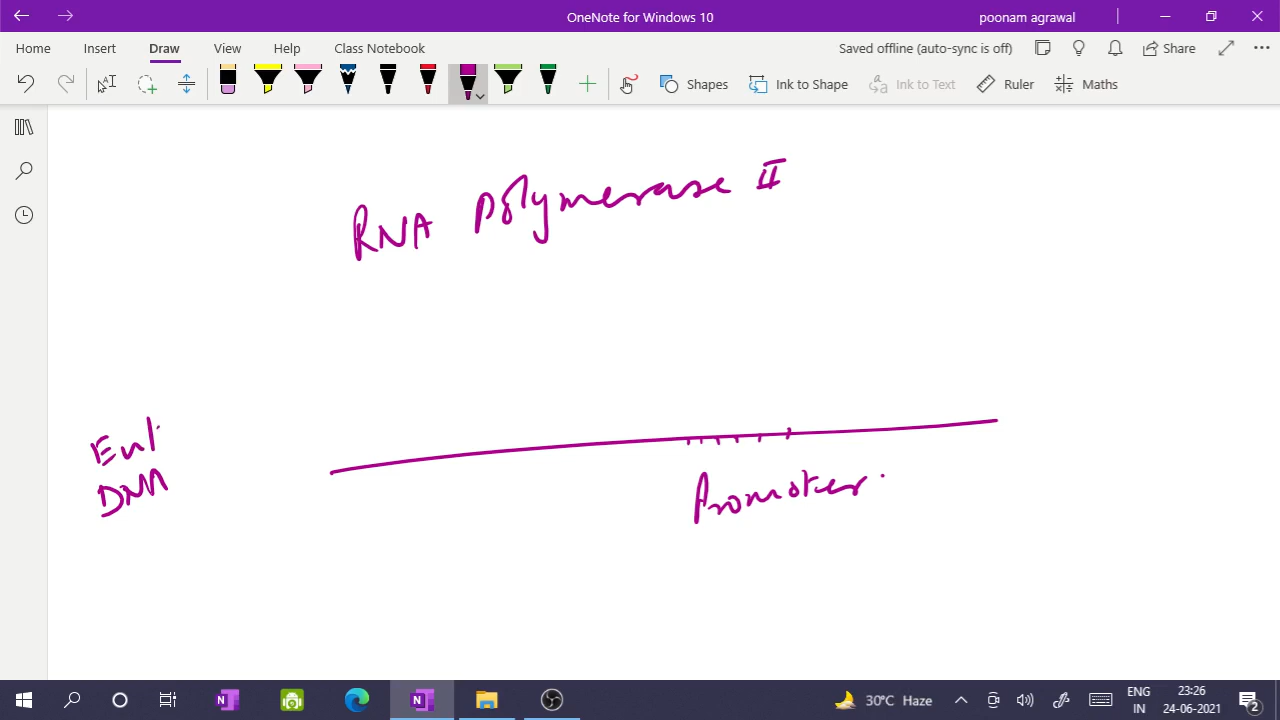 OneNote for Windows 10
poonam agrawal
Home Insert Draw View Help Class Notebook
Saved offline (auto-sync is off)
Share
Shapes Ink to Shape Ink to Text Ruler Maths
RNA polymerase II
Euk
DNA
Promoter
30°C Haze
ENG
IN
23:26
24-06-2021
2